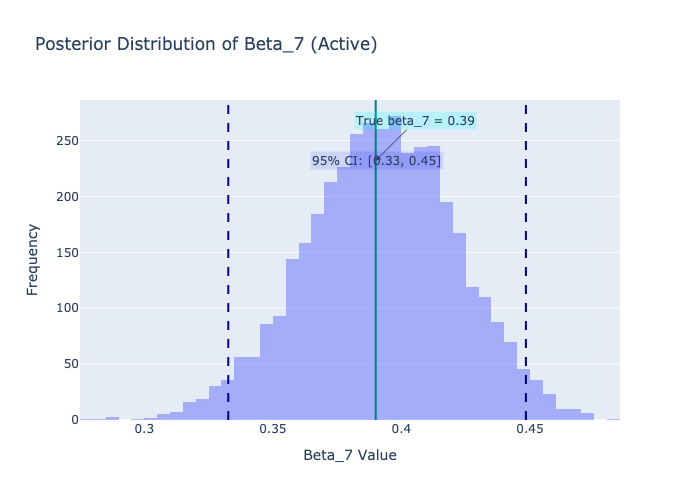 Posterior Distribution of Beta_7 (Active)
True beta_7 = 0.39
95% CI: [0.33, 0.45]
Frequency
250
200
150
100
50
0
0.3
0.35
0.4
0.45
Beta_7 Value